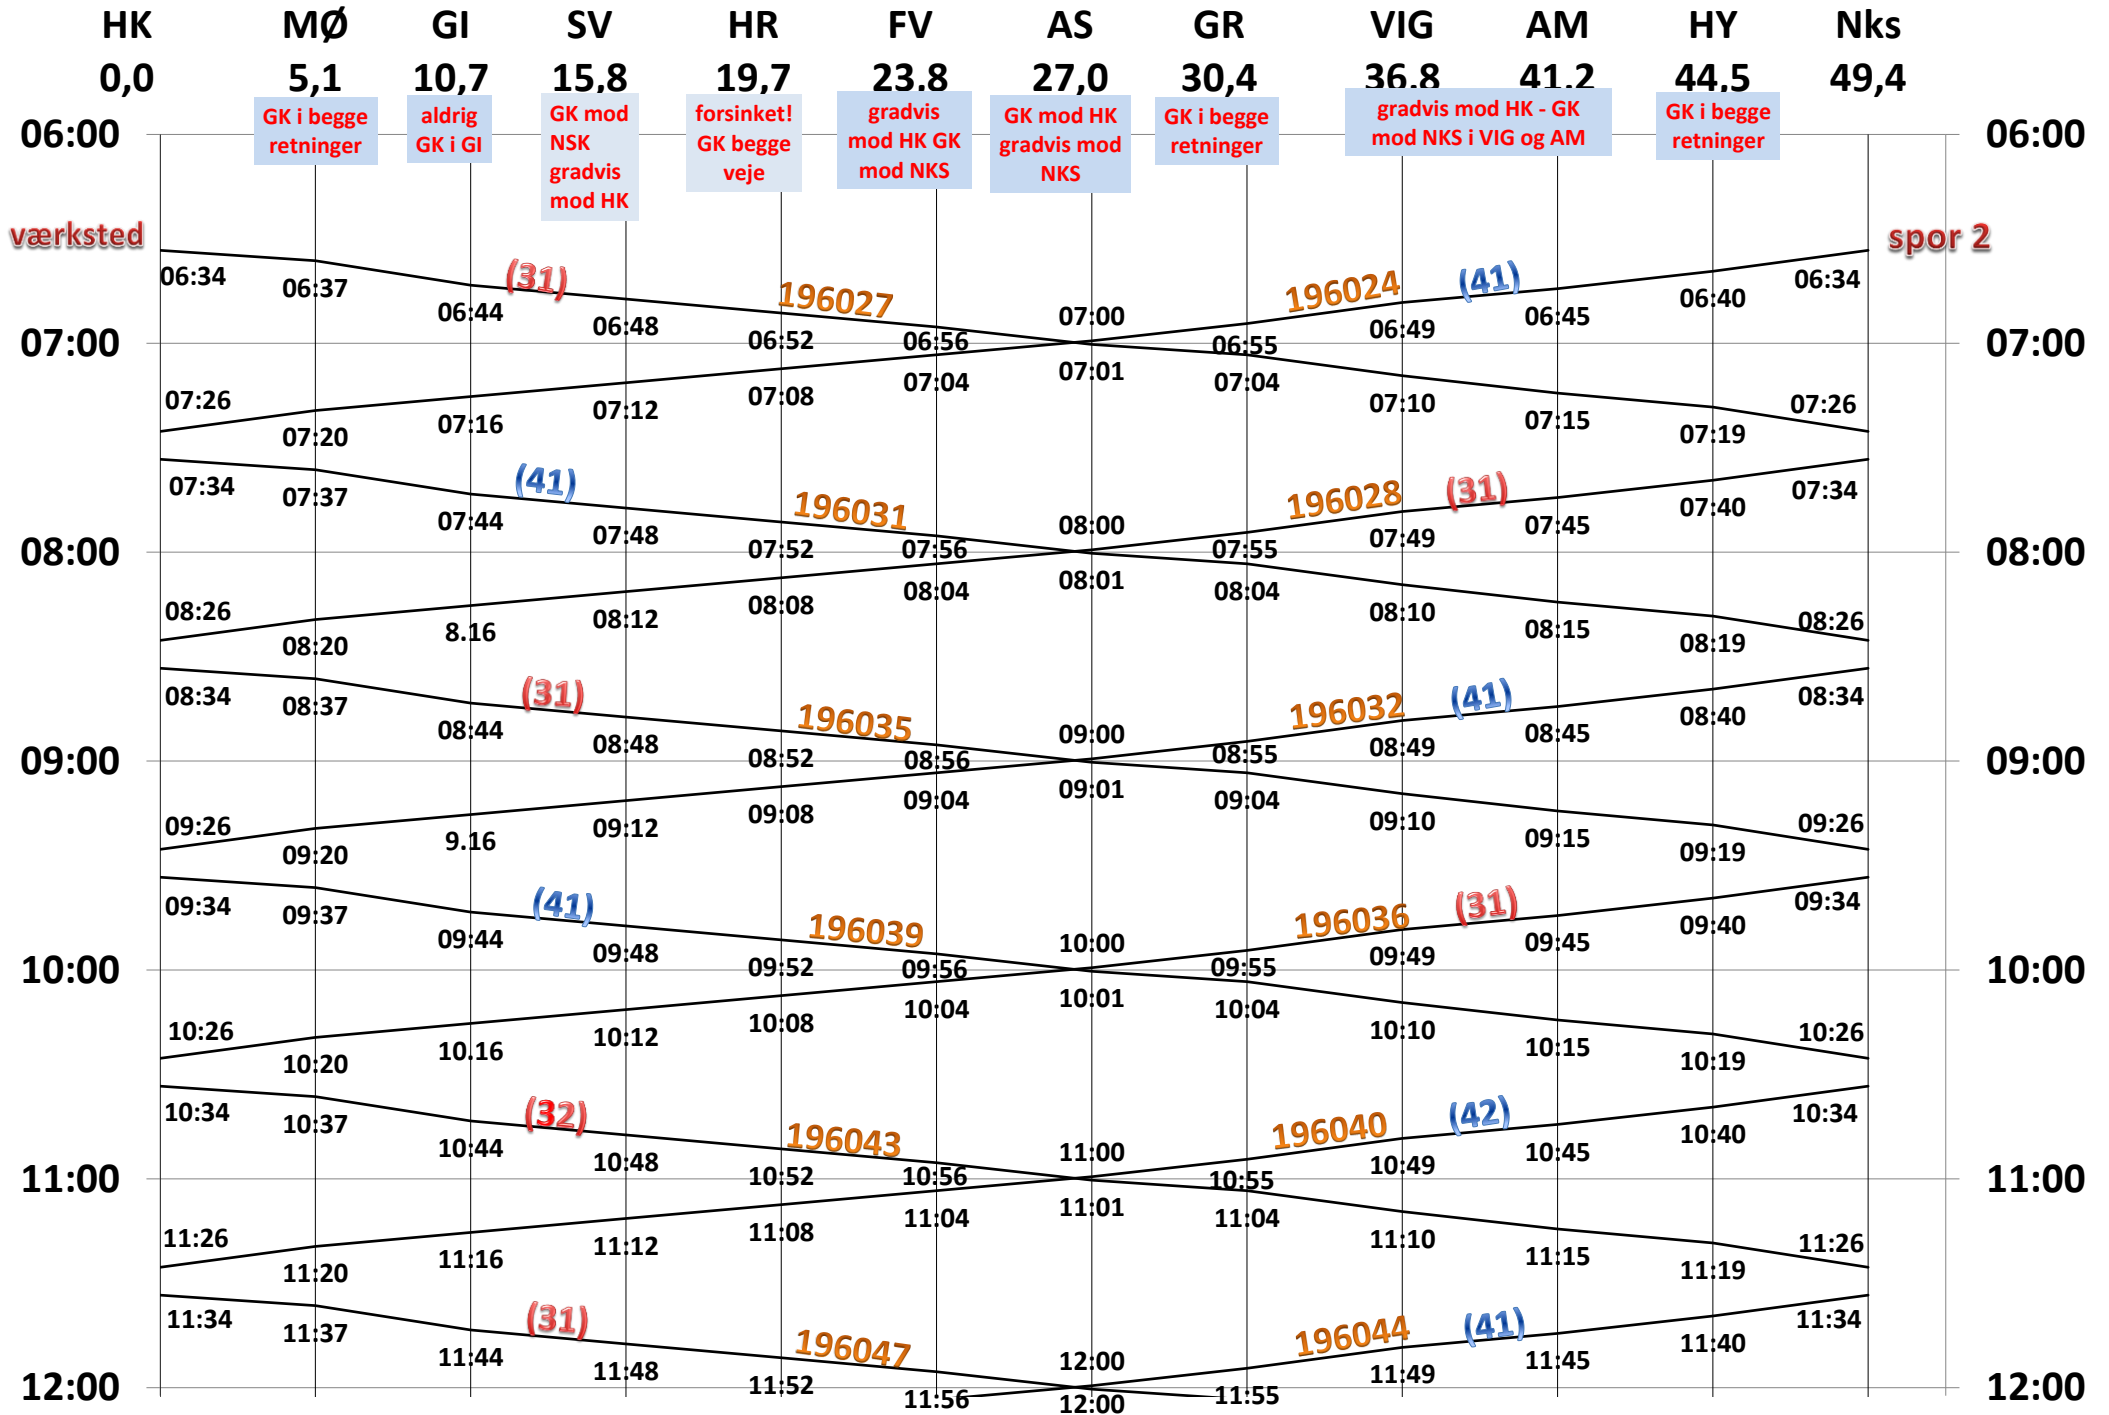 HK MØ GI SV HR FV AS GR VIG AM HY Nks
0,0 5,1 10,7 15,8 19,7 23,8 27,0 30,4 36,8 41,2 44,5 49,4
GK i begge
retninger
aldrig
GK i GI
GK mod
NSK
gradvis
mod HK
forsinket!
GK begge
veje
gradvis
mod HK GK
mod NKS
GK mod HK
gradvis mod
NKS
GK i begge
retninger
gradvis mod HK - GK
mod NKS i VIG og AM
GK i begge
retninger
06:00 06:00
værksted spor 2
06:34 06:37 06:44 (31) 06:48 06:52 196027 06:56 07:00 06:55 196024 06:49 (41) 06:45 06:40 06:34
07:00 07:00
07:26 07:20 07:16 07:12 07:08 07:04 07:01 07:04 07:10 07:15 07:19 07:26
07:34 07:37 07:44 (41) 07:48 07:52 196031 07:56 08:00 07:55 196028 07:49 (31) 07:45 07:40 07:34
08:00 08:00
08:26 08:20 8.16 08:12 08:08 08:04 08:01 08:04 08:10 08:15 08:19 08:26
08:34 08:37 08:44 (31) 08:48 08:52 196035 08:56 09:00 08:55 196032 08:49 (41) 08:45 08:40 08:34
09:00 09:00
09:26 09:20 9.16 09:12 09:08 09:04 09:01 09:04 09:10 09:15 09:19 09:26
09:34 09:37 09:44 (41) 09:48 09:52 196039 09:56 10:00 09:55 196036 09:49 (31) 09:45 09:40 09:34
10:00 10:00
10:26 10:20 10.16 10:12 10:08 10:04 10:01 10:04 10:10 10:15 10:19 10:26
10:34 10:37 10:44 (32) 10:48 10:52 196043 10:56 11:00 10:55 196040 10:49 (42) 10:45 10:40 10:34
11:00 11:00
11:26 11:20 11:16 11:12 11:08 11:04 11:01 11:04 11:10 11:15 11:19 11:26
11:34 11:37 11:44 (31) 11:48 11:52 196047 11:56 12:00 11:55 196044 11:49 (41) 11:45 11:40 11:34
12:00 12:00 12:00